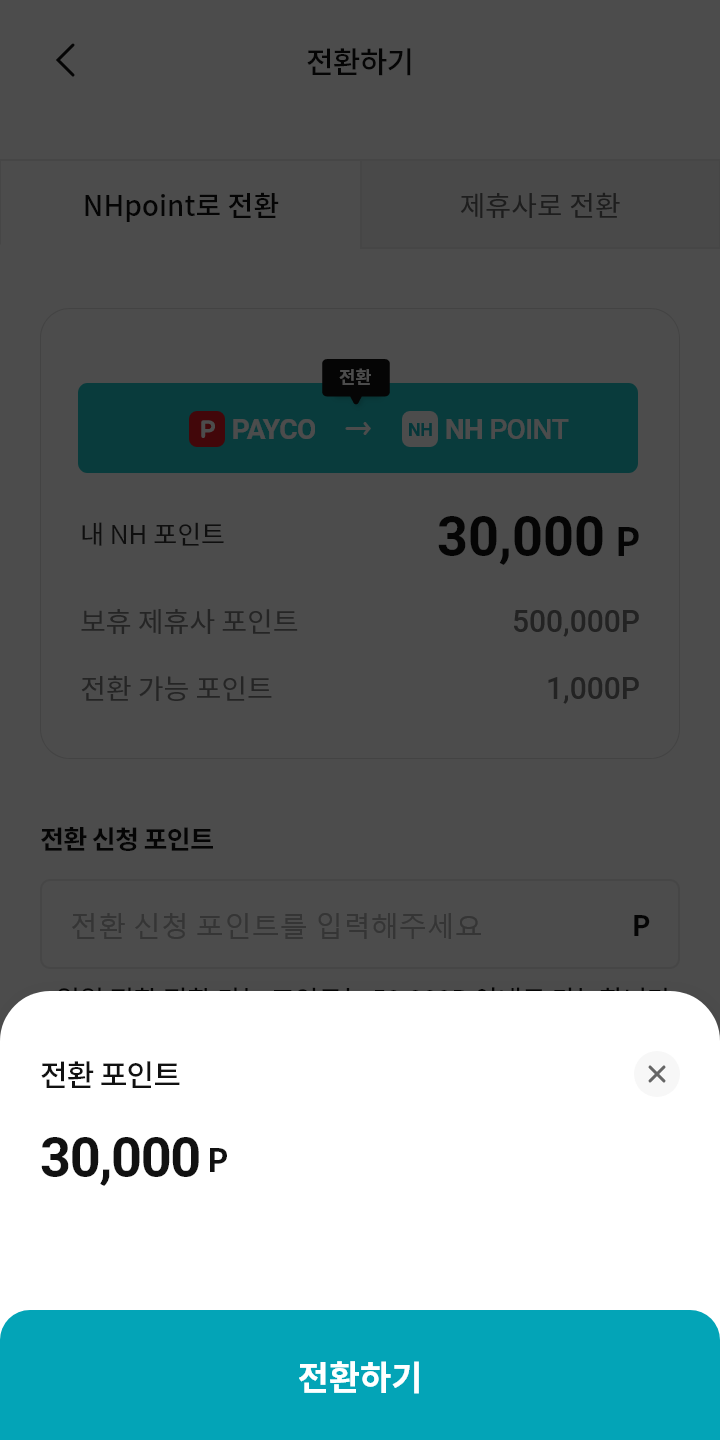 전환하기
NHpoint로 전환
제휴사로 전환
전환
P PAYCO → NH NH POINT
내 NH 포인트 30,000 P
보휴 제휴사 포인트 500,000P
전환 가능 포인트 1,000P
전환 신청 포인트
전환 신청 포인트를 입력해주세요 P
전환 포인트
30,000 P
전환하기